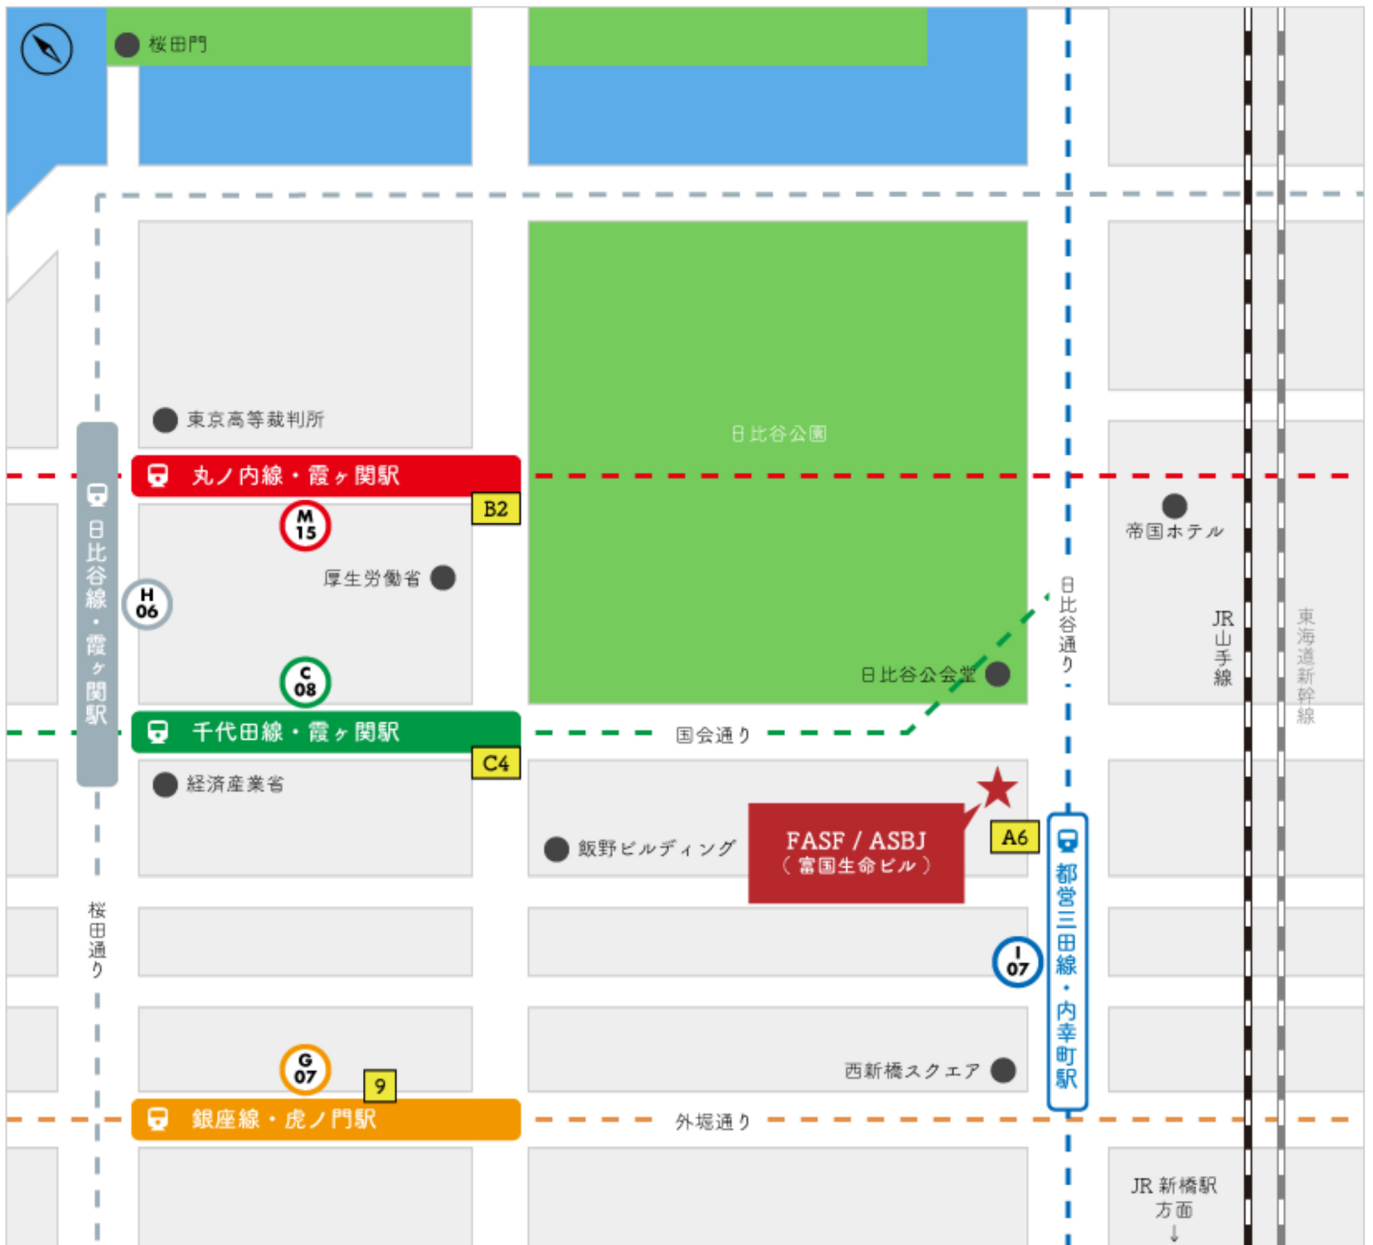 桜田門
東京高等裁判所
日比谷公園
丸ノ内線・霞ヶ関駅
B2
M
15
帝国ホテル
日比谷線・霞ヶ関駅
H
06
厚生労働省
日比谷通り
JR山手線
東海道新幹線
C
08
日比谷公会堂
千代田線・霞ヶ関駅
国会通り
C4
経済産業省
飯野ビルディング
FASF / ASBJ
（富国生命ビル）
A6
都営三田線・内幸町駅
I
07
桜田通り
G
07
9
西新橋スクエア
銀座線・虎ノ門駅
外堀通り
JR 新橋駅
方面
↓